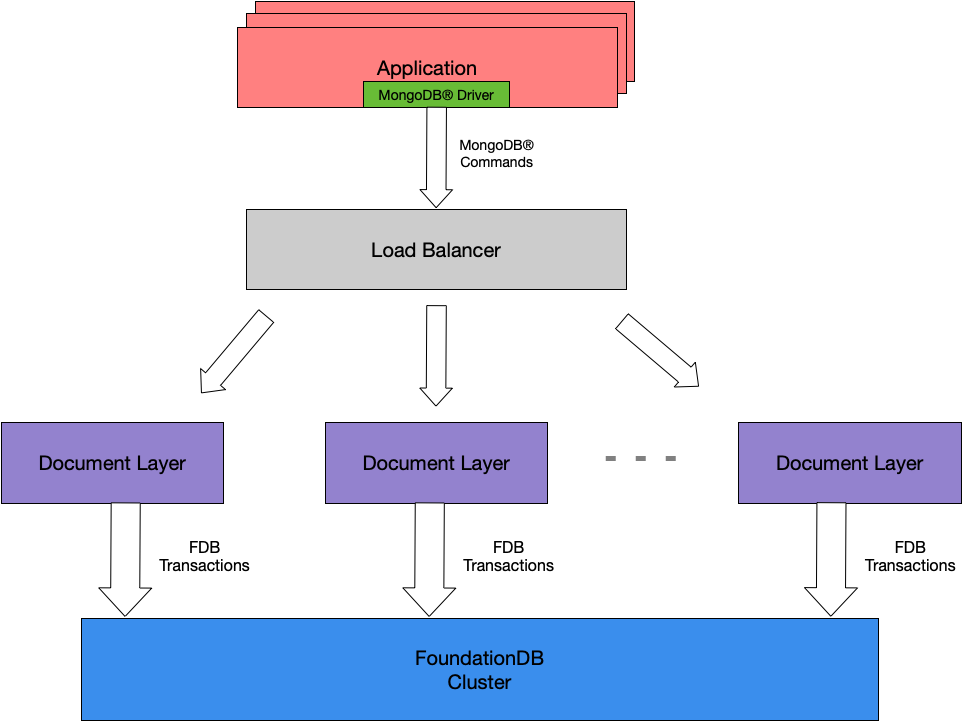 Application
MongoDB® Driver
MongoDB®
Commands
Load Balancer
Document Layer
Document Layer
Document Layer
FDB
Transactions
FDB
Transactions
FDB
Transactions
FoundationDB
Cluster